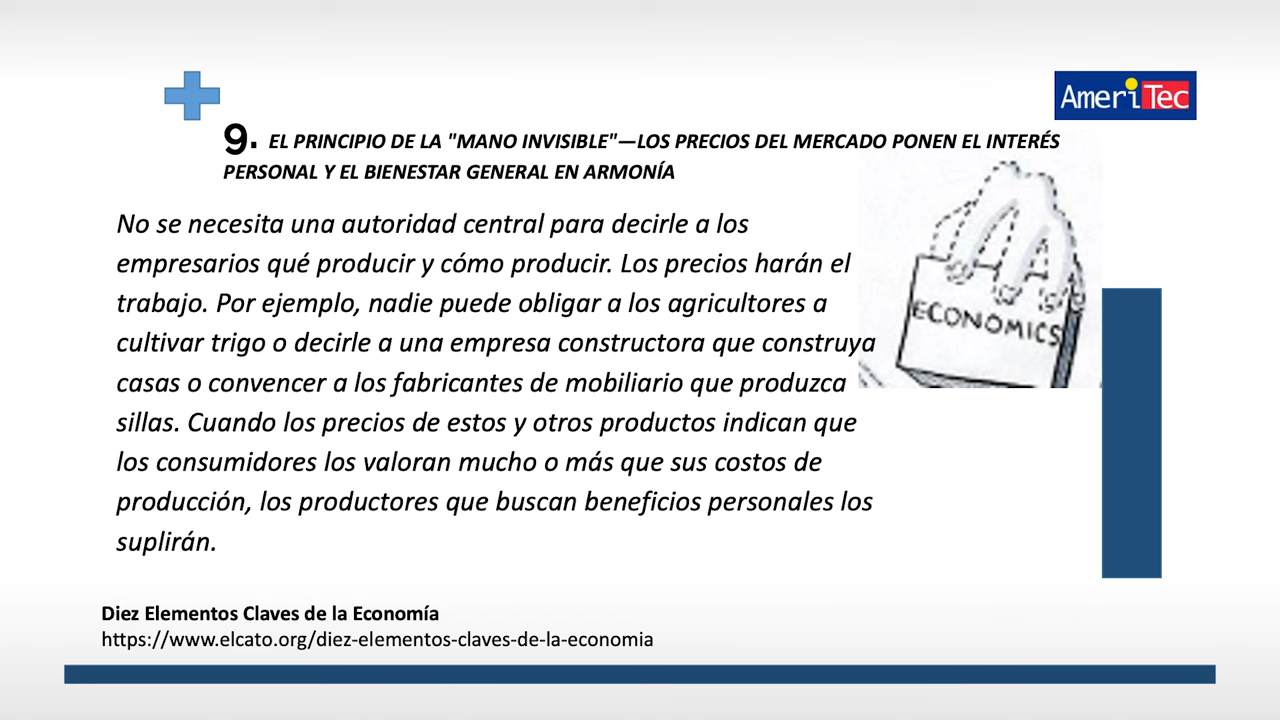 AmeriTec
9. EL PRINCIPIO DE LA "MANO INVISIBLE"—LOS PRECIOS DEL MERCADO PONEN EL INTERÉS
PERSONAL Y EL BIENESTAR GENERAL EN ARMONÍA
No se necesita una autoridad central para decirle a los
empresarios qué producir y cómo producir. Los precios harán el
trabajo. Por ejemplo, nadie puede obligar a los agricultores a
cultivar trigo o decirle a una empresa constructora que construya
casas o convencer a los fabricantes de mobiliario que produzca
sillas. Cuando los precios de estos y otros productos indican que
los consumidores los valoran mucho o más que sus costos de
producción, los productores que buscan beneficios personales los
suplirán.
ECONOMICS
Diez Elementos Claves de la Economía
https://www.elcato.org/diez-elementos-claves-de-la-economia